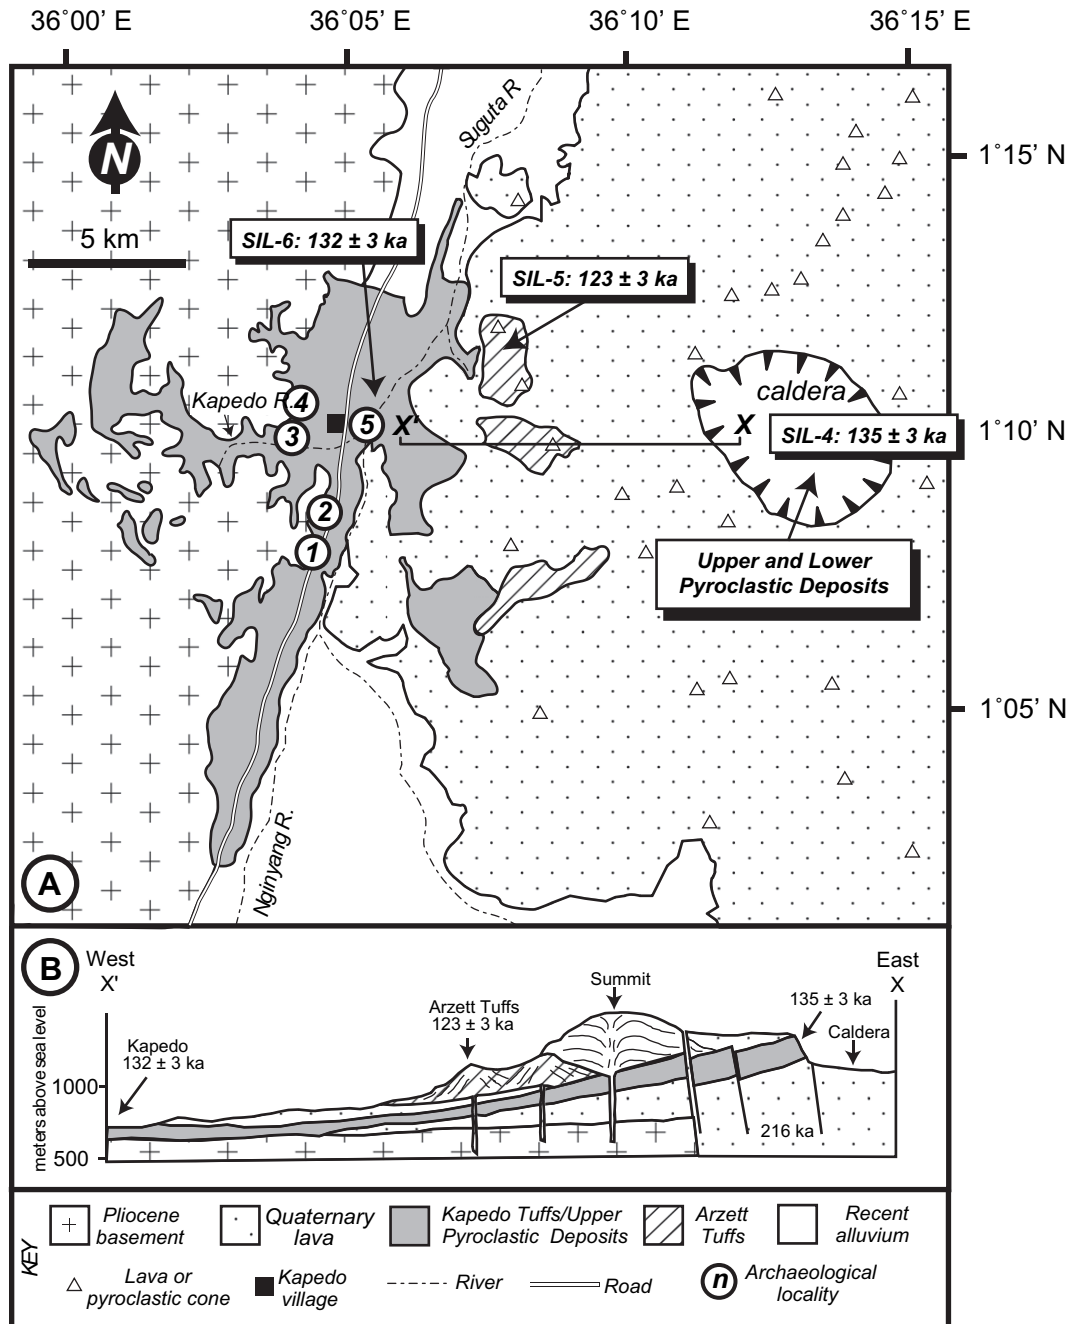 36°00’ E
36°05’ E
36°10’ E
36°15’ E
N
Suguta R
1°15’ N
5 km
SIL-6: 132 ± 3 ka
SIL-5: 123 ± 3 ka
caldera
Kapedo R.
4
3
5
X'
X
SIL-4: 135 ± 3 ka
1°10’ N
2
1
Upper and Lower
Pyroclastic Deposits
1°05’ N
Nginyang R.
A
B
West
X'
East
X
Summit
Arzett Tuffs
123 ± 3 ka
135 ± 3 ka
Caldera
Kapedo
132 ± 3 ka
meters above sea level
1000
500
216 ka
KEY
Pliocene
basement
Quaternary
lava
Kapedo Tuffs/Upper
Pyroclastic Deposits
Arzett
Tuffs
Recent
alluvium
Lava or
pyroclastic cone
Kapedo
village
River
Road
n
Archaeological
locality